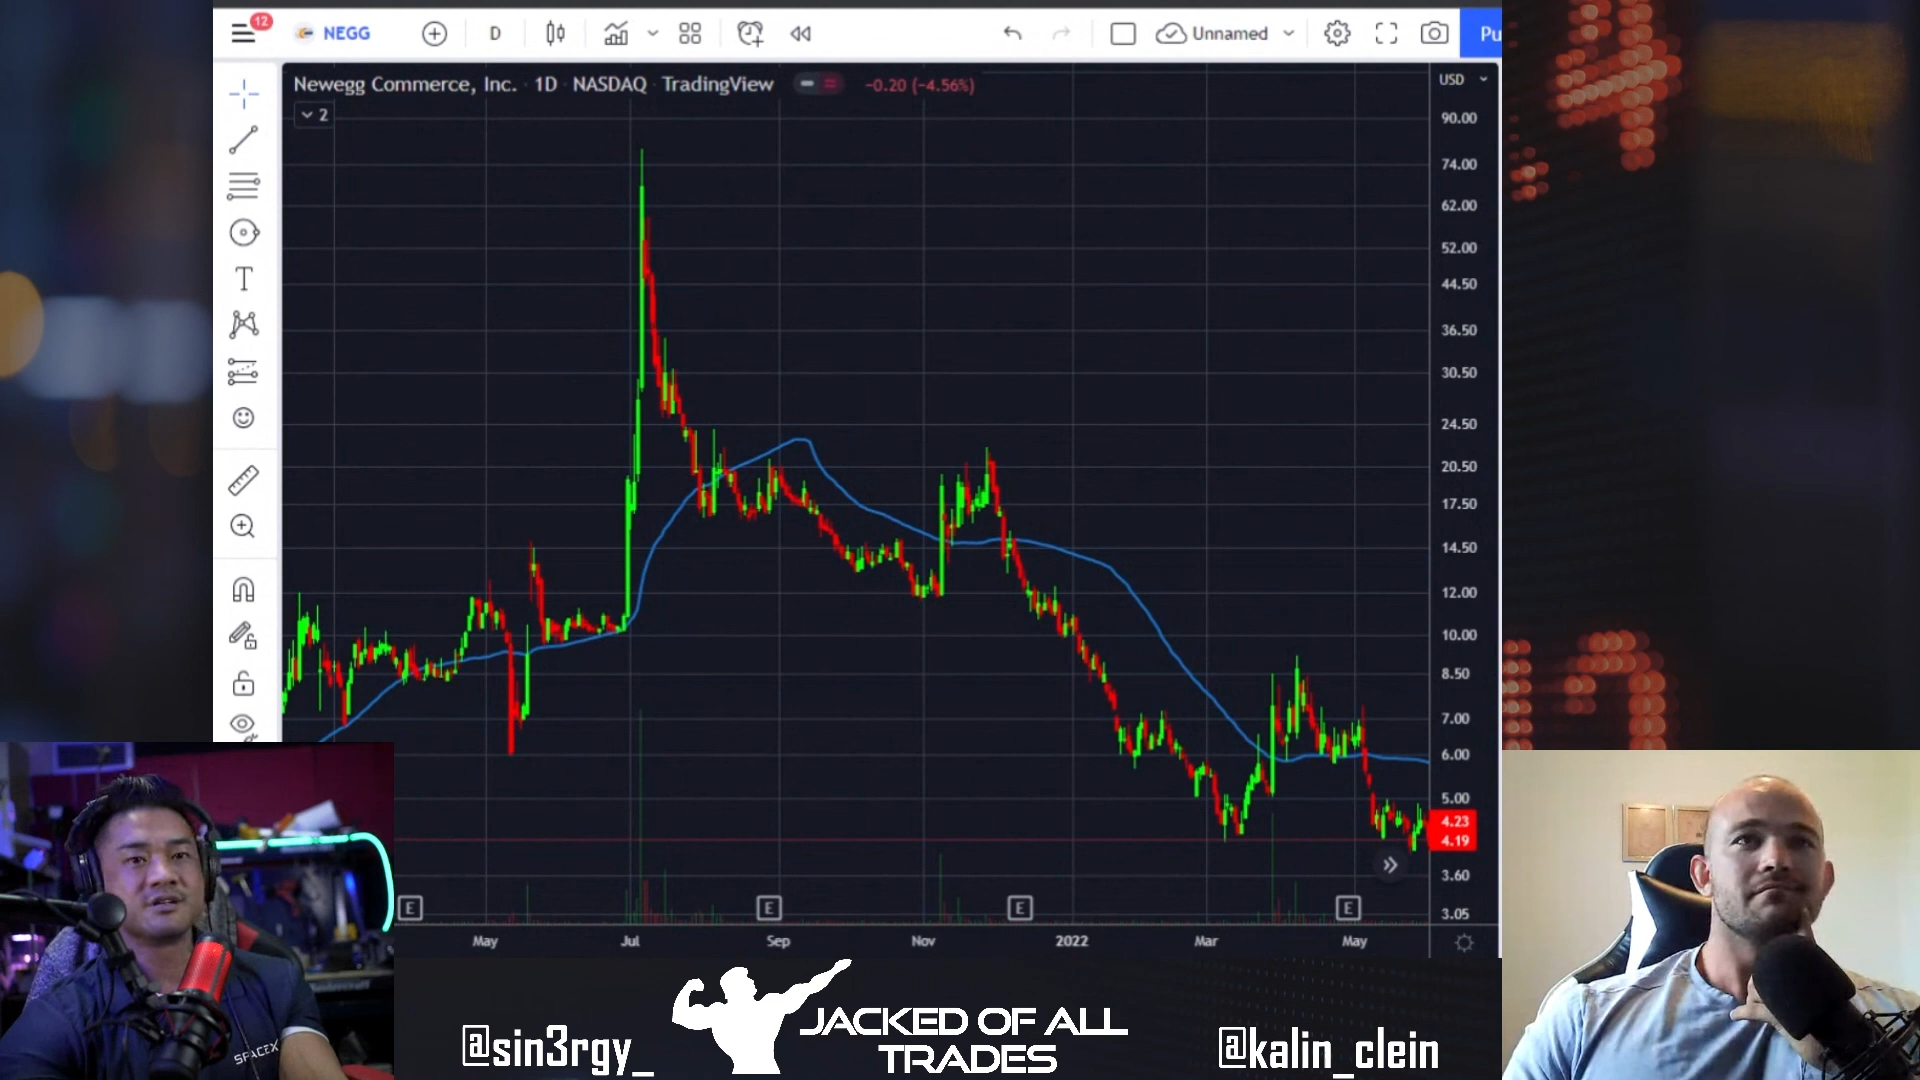 12
NEGG
D
Unnamed
Pu
Newegg Commerce, Inc. · 1D · NASDAQ · TradingView
−0.20 (−4.56%)
2
USD
90.00
74.00
62.00
52.00
44.50
36.50
30.50
24.50
20.50
17.50
14.50
12.00
10.00
8.50
7.00
6.00
5.00
4.23
4.19
3.60
3.05
E
E
E
E
May
Jul
Sep
Nov
2022
Mar
May
T
4
SPACEX
@sin3rgy_
JACKED OF ALL
TRADES
@kalin_clein